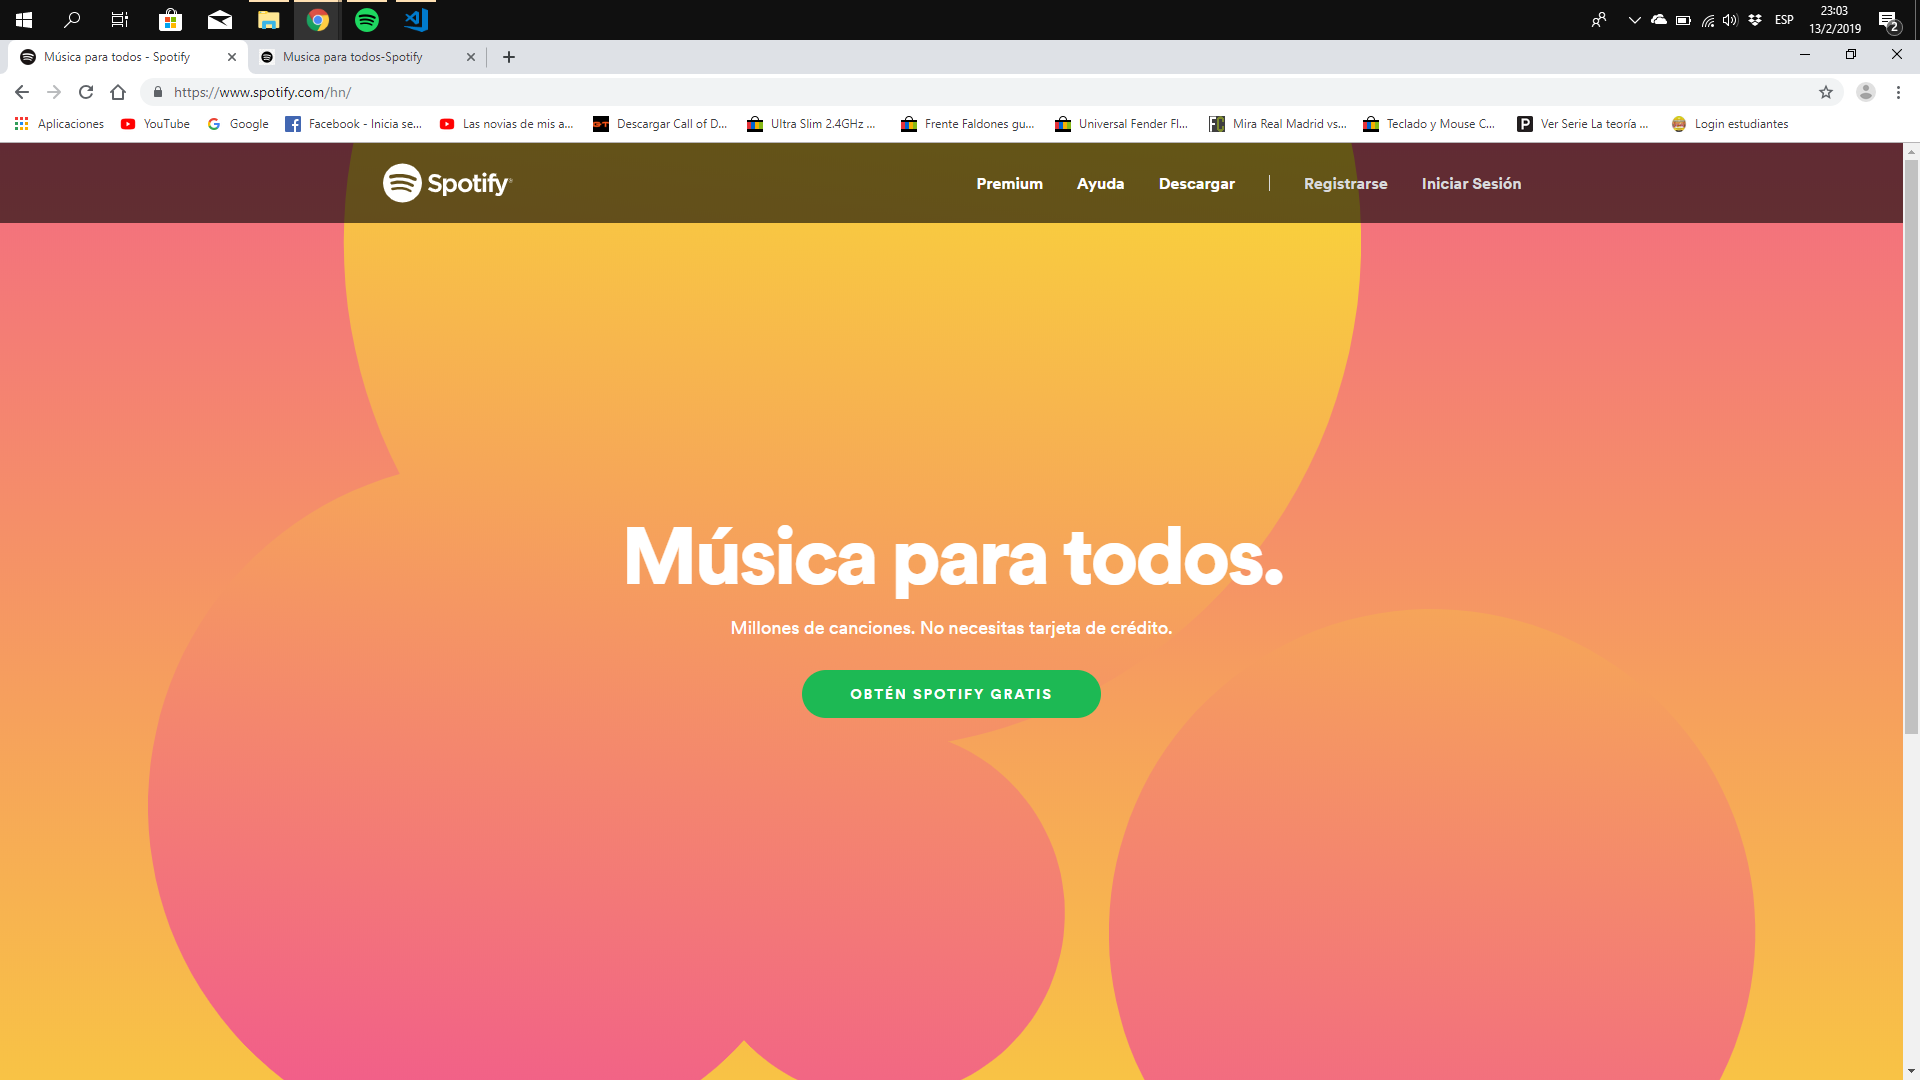 ESP
23:03
13/2/2019
2
Música para todos - Spotify
Musica para todos-Spotify
https://www.spotify.com/hn/
Aplicaciones
YouTube
Google
Facebook - Inicia se...
Las novias de mis a...
Descargar Call of D...
Ultra Slim 2.4GHz ...
Frente Faldones gu...
Universal Fender Fl...
Mira Real Madrid vs...
Teclado y Mouse C...
Ver Serie La teoría ...
Login estudiantes
Spotify
Premium
Ayuda
Descargar
Registrarse
Iniciar Sesión
Música para todos.
Millones de canciones. No necesitas tarjeta de crédito.
OBTÉN SPOTIFY GRATIS